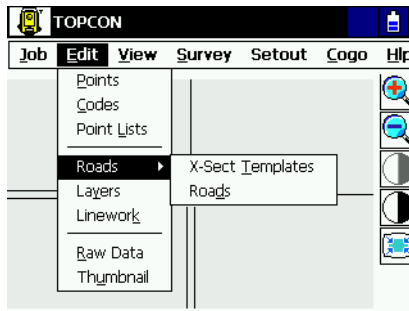 TOPCON
Job Edit View Survey Setout Cogo Hlp
Points
Codes
Point Lists
Roads
X-Sect Templates
Roads
Layers
Linework
Raw Data
Thumbnail